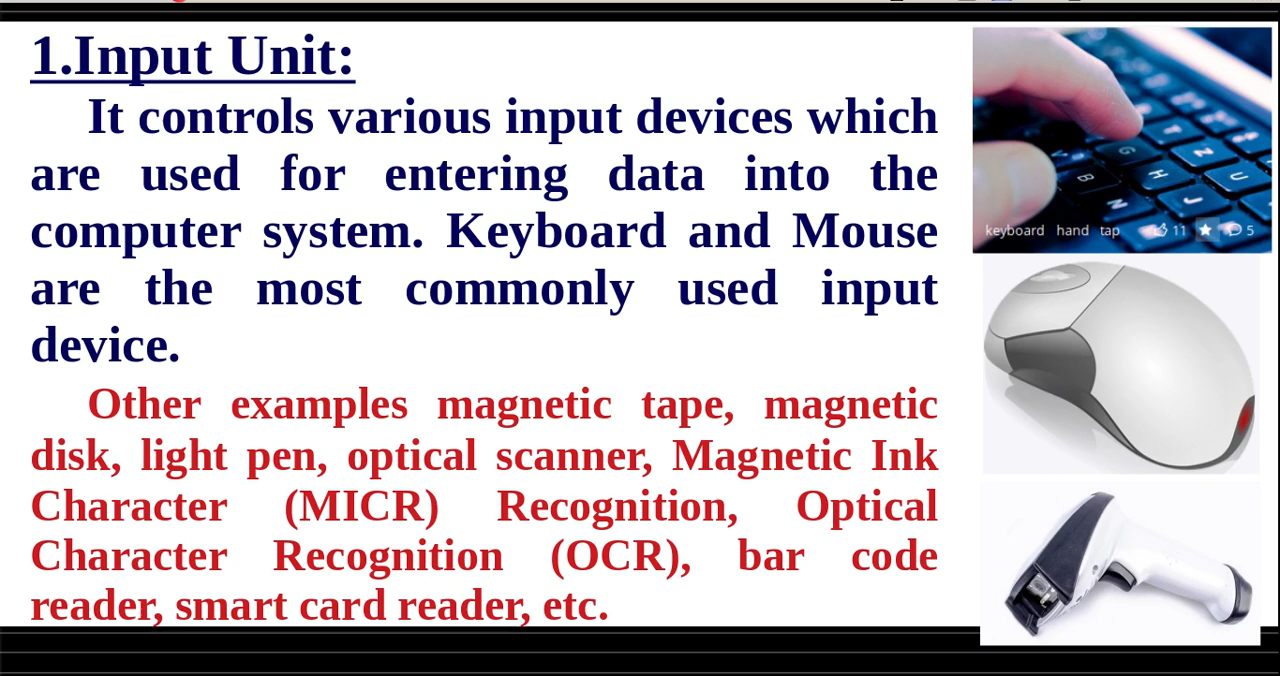 1.Input Unit:
It controls various input devices which
are used for entering data into the
computer system. Keyboard and Mouse
are the most commonly used input
device.
Other examples magnetic tape, magnetic
disk, light pen, optical scanner, Magnetic Ink
Character (MICR) Recognition, Optical
Character Recognition (OCR), bar code
reader, smart card reader, etc.
keyboard hand tap 11 5
G
Z
U
B
H
N
J